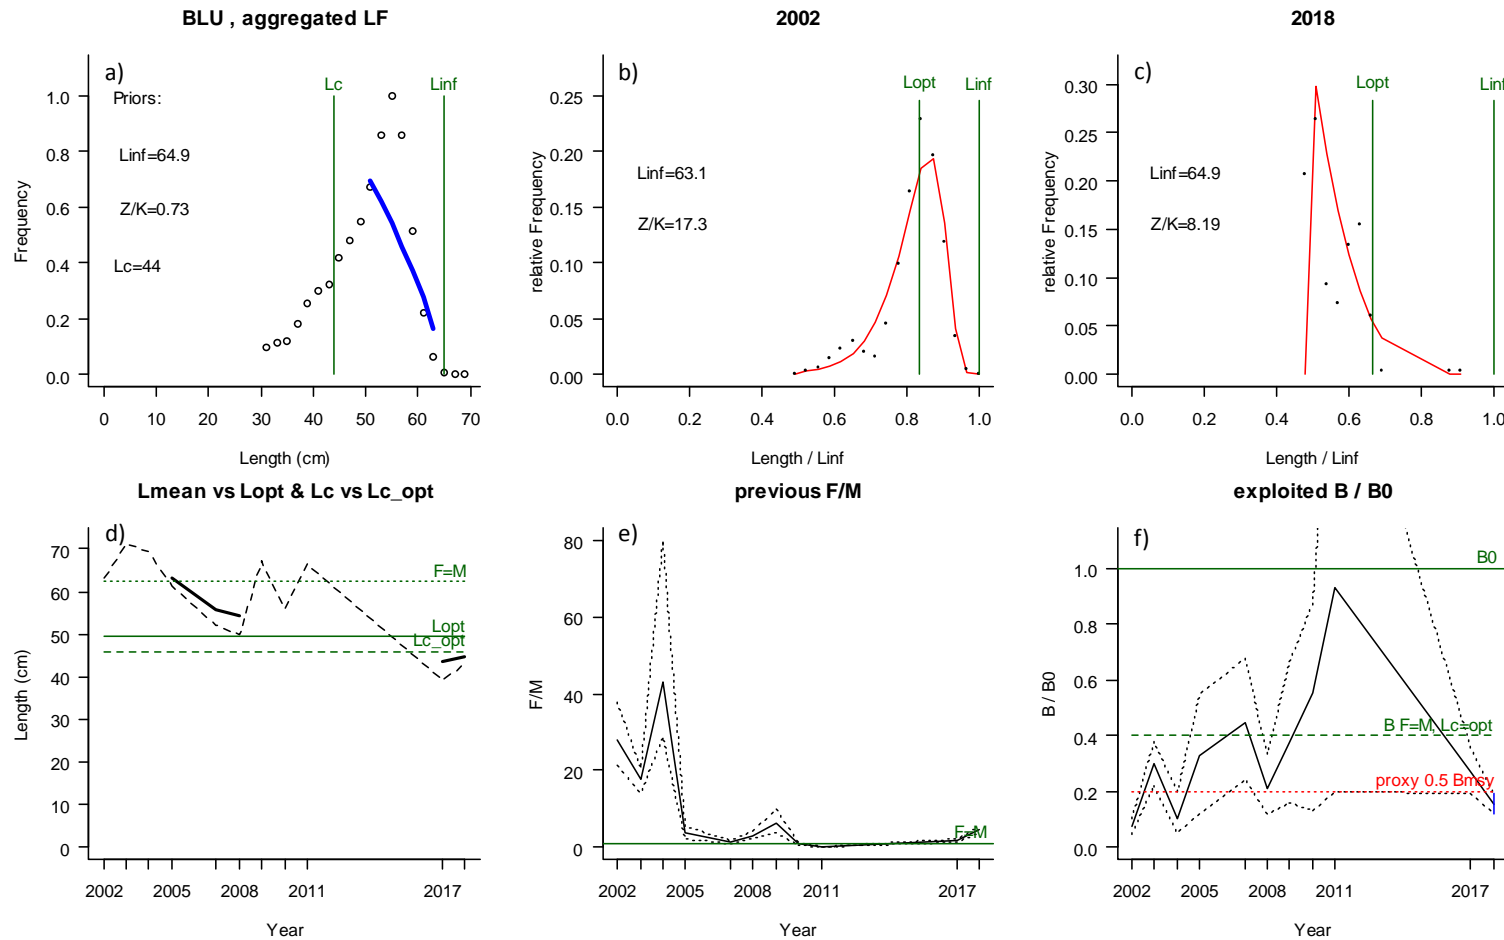 BLU , aggregated LF
a)
Priors:
Linf=64.9
Z/K=0.73
Lc=44
Lc
Linf
Frequency
1.0
0.8
0.6
0.4
0.2
0.0
0 10 20 30 40 50 60 70
Length (cm)
2002
b)
Linf=63.1
Z/K=17.3
Lopt
Linf
relative Frequency
0.25
0.20
0.15
0.10
0.05
0.00
0.0 0.2 0.4 0.6 0.8 1.0
Length / Linf
2018
c)
Linf=64.9
Z/K=8.19
Lopt
Linf
relative Frequency
0.30
0.25
0.20
0.15
0.10
0.05
0.00
0.0 0.2 0.4 0.6 0.8 1.0
Length / Linf
Lmean vs Lopt & Lc vs Lc_opt
d)
F=M
Lopt
Lc_opt
Length (cm)
70
60
50
40
30
20
10
0
2002 2005 2008 2011 2017
Year
previous F/M
e)
F=M
F/M
80
60
40
20
0
2002 2005 2008 2011 2017
Year
exploited B / B0
f)
B0
B F=M, Lc=opt
proxy 0.5 Bmsy
B / B0
1.0
0.8
0.6
0.4
0.2
0.0
2002 2005 2008 2011 2017
Year